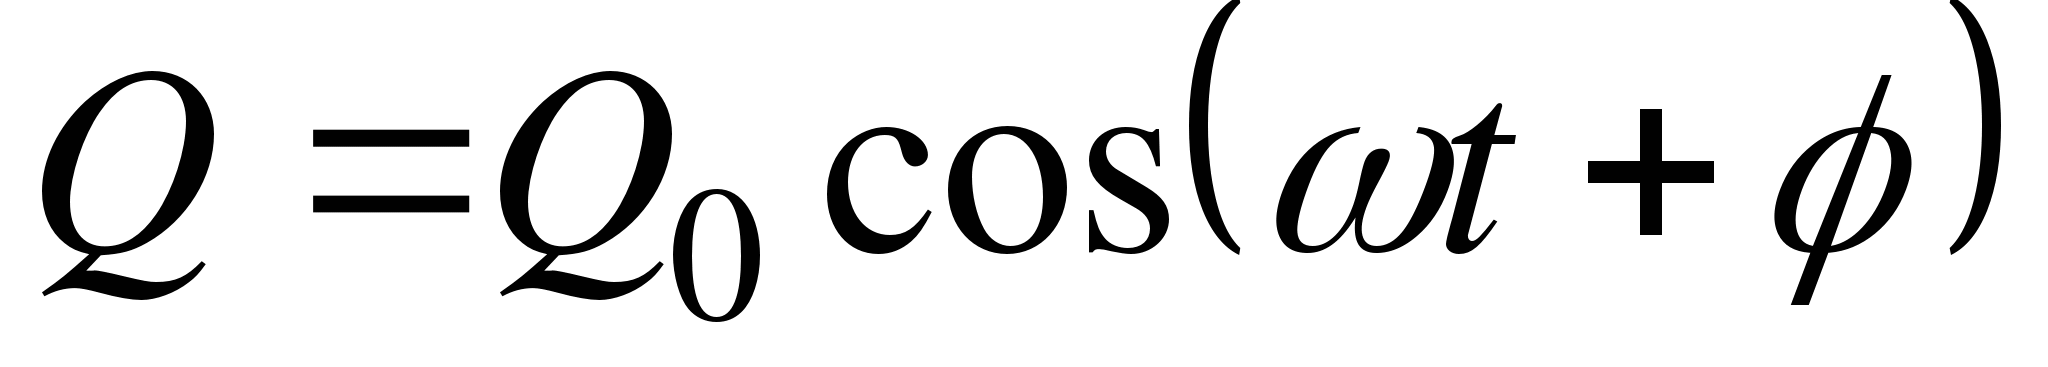 Q = Q₀ cos(ωt + ϕ)